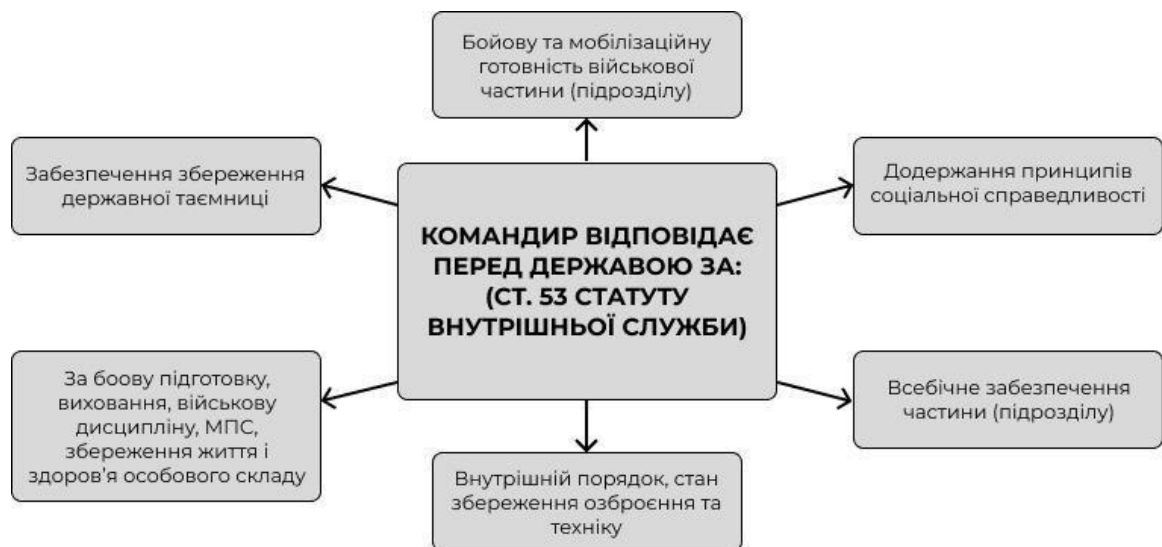 Бойову та мобілізаційну
готовність військової
частини (підрозділу)
Забезпечення збереження
державної таємниці
Додержання принципів
соціальної справедливості
КОМАНДИР ВІДПОВІДАЄ
ПЕРЕД ДЕРЖАВОЮ ЗА:
(СТ. 53 СТАТУТУ
ВНУТРІШНЬОЇ СЛУЖБИ)
За боову підготовку,
виховання, військову
дисципліну, МПС,
збереження життя і
здоров’я особового складу
Всебічне забезпечення
частини (підрозділу)
Внутрішній порядок, стан
збереження озброєння та
техніку